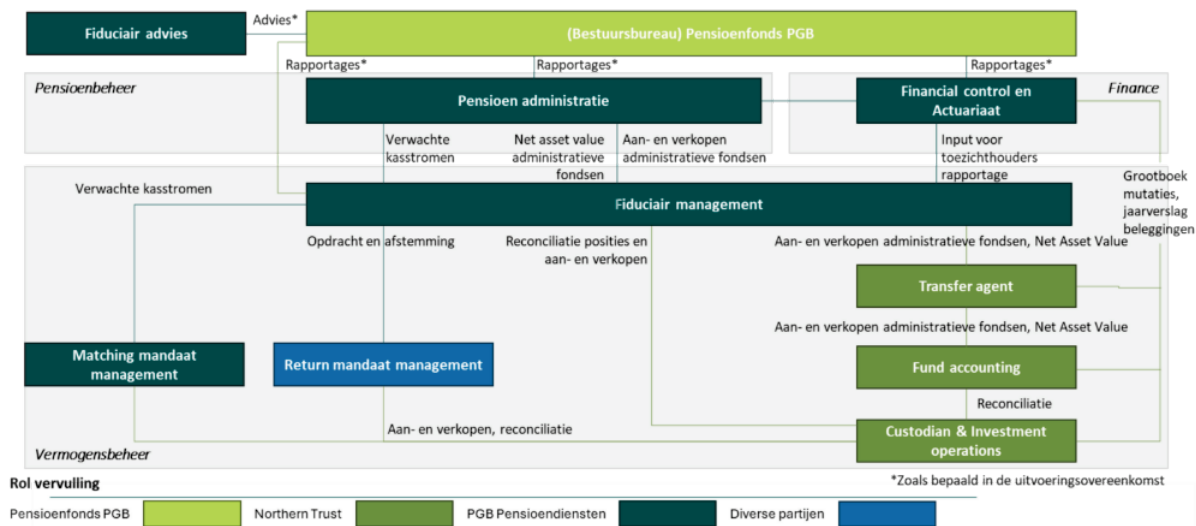 Fiduciair advies
Advies*
(Bestuursbureau) Pensioenfonds PGB
Rapportages*
Rapportages*
Rapportages*
Pensioenbeheer
Pensioen administratie
Financial control en
Actuariaat
Finance
Verwachte
kasstromen
Net asset value
administratieve
fondsen
Aan- en verkopen
administratieve fondsen
Input voor
toezichthouders
rapportage
Grootboek
mutaties,
jaarverslag
beleggingen
Verwachte kasstromen
Fiduciair management
Opdracht en afstemming
Reconciliatie posities en
aan- en verkopen
Aan- en verkopen administratieve fondsen, Net Asset Value
Transfer agent
Aan- en verkopen administratieve fondsen, Net Asset Value
Matching mandaat
management
Return mandaat management
Fund accounting
Reconciliatie
Aan- en verkopen, reconciliatie
Custodian & Investment
operations
Vermogensbeheer
Rol vervulling
*Zoals bepaald in de uitvoeringsovereenkomst
Pensioenfonds PGB
Northern Trust
PGB Pensioendiensten
Diverse partijen